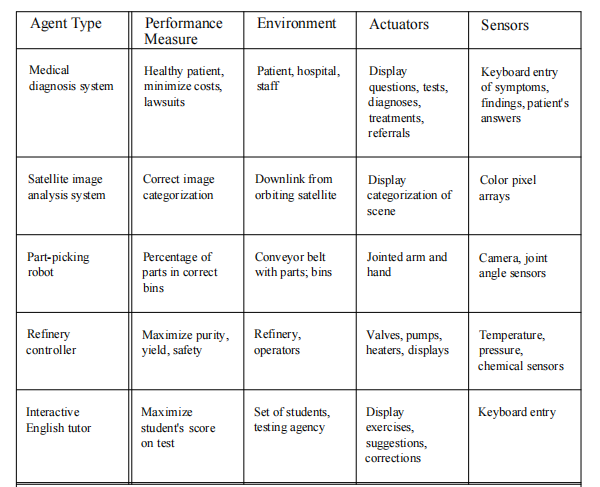 Agent Type
Performance
Measure
Environment
Actuators
Sensors
Medical
diagnosis system
Healthy patient,
minimize costs,
lawsuits
Patient, hospital,
staff
Display
questions, tests,
diagnoses,
treatments,
referrals
Keyboard entry
of symptoms,
findings, patient's
answers
Satellite image
analysis system
Correct image
categorization
Downlink from
orbiting satellite
Display
categorization of
scene
Color pixel
arrays
Part-picking
robot
Percentage of
parts in correct
bins
Conveyor belt
with parts; bins
Jointed arm and
hand
Camera, joint
angle sensors
Refinery
controller
Maximize purity,
yield, safety
Refinery,
operators
Valves, pumps,
heaters, displays
Temperature,
pressure,
chemical sensors
Interactive
English tutor
Maximize
student's score
on test
Set of students,
testing agency
Display
exercises,
suggestions,
corrections
Keyboard entry